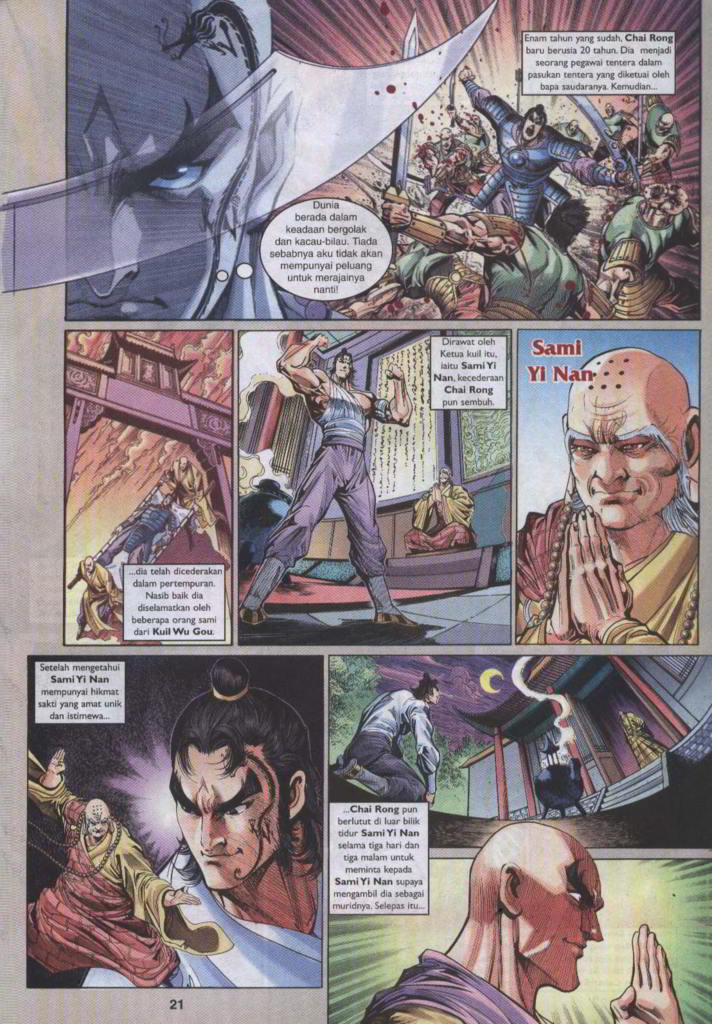 Enam tahun yang sudah, Chai Rong
baru berusia 20 tahun. Dia menjadi
seorang pegawai tentera dalam
pasukan tentera yang diketuai oleh
bapa saudaranya. Kemudian...
Dunia
berada dalam
keadaan bergolak
dan kacau-bilau. Tiada
sebabnya aku tidak akan
mempunyai peluang
untuk merajainya
nanti!
...dia telah dicederakan
dalam pertempuran.
Nasib baik dia
diselamatkan oleh
beberapa orang sami
dari Kuil Wu Gou.
Dirawat oleh
Ketua kuil itu,
iaitu Sami Yi
Nan, kecederaan
Chai Rong
pun sembuh.
Sami
Yi Nan
Setelah mengetahui
Sami Yi Nan
mempunyai hikmat
sakti yang amat unik
dan istimewa...
...Chai Rong pun
berlutut di luar bilik
tidur Sami Yi Nan
selama tiga hari dan
tiga malam untuk
meminta kepada
Sami Yi Nan supaya
mengambil dia sebagai
muridnya. Selepas itu...
21